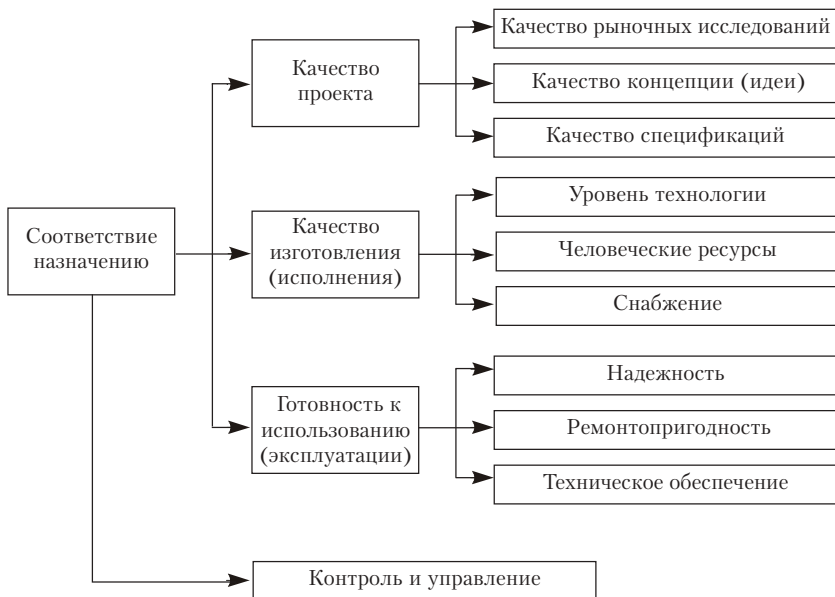 Соответствие
назначению
Качество
проекта
Качество рыночных исследований
Качество концепции (идеи)
Качество спецификаций
Качество
изготовления
(исполнения)
Уровень технологии
Человеческие ресурсы
Снабжение
Готовность к
использованию
(эксплуатации)
Надежность
Ремонтопригодность
Техническое обеспечение
Контроль и управление